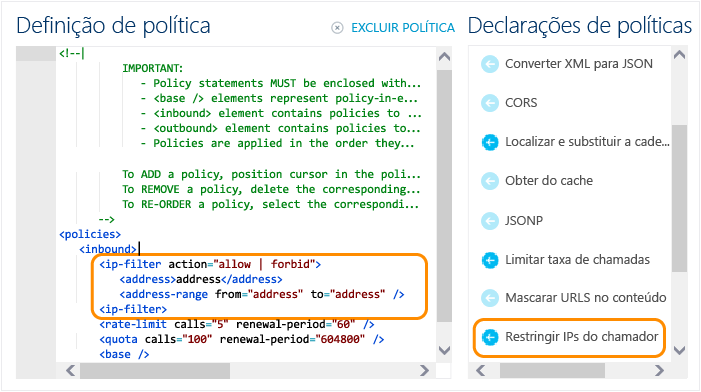 Definição de política
EXCLUIR POLÍTICA
<!--
IMPORTANT:
- Policy statements MUST be enclosed with...
- <base /> elements represent policy-in-e...
- <inbound> element contains policies to ...
- <outbound> element contains policies to...
- Policies are applied in the order they...
To ADD a policy, position cursor in the poli...
To REMOVE a policy, delete the corresponding...
To RE-ORDER a policy, select the correspondi...
-->
<policies>
<inbound>
<ip-filter action="allow | forbid">
<address>address</address>
<address-range from="address" to="address" />
<ip-filter>
<rate-limit calls="5" renewal-period="60" />
<quota calls="100" renewal-period="604800" />
<base />
Declarações de políticas
Converter XML para JSON
CORS
Localizar e substituir a cade...
Obter do cache
JSONP
Limitar taxa de chamadas
Mascarar URLS no conteúdo
Restringir IPs do chamador